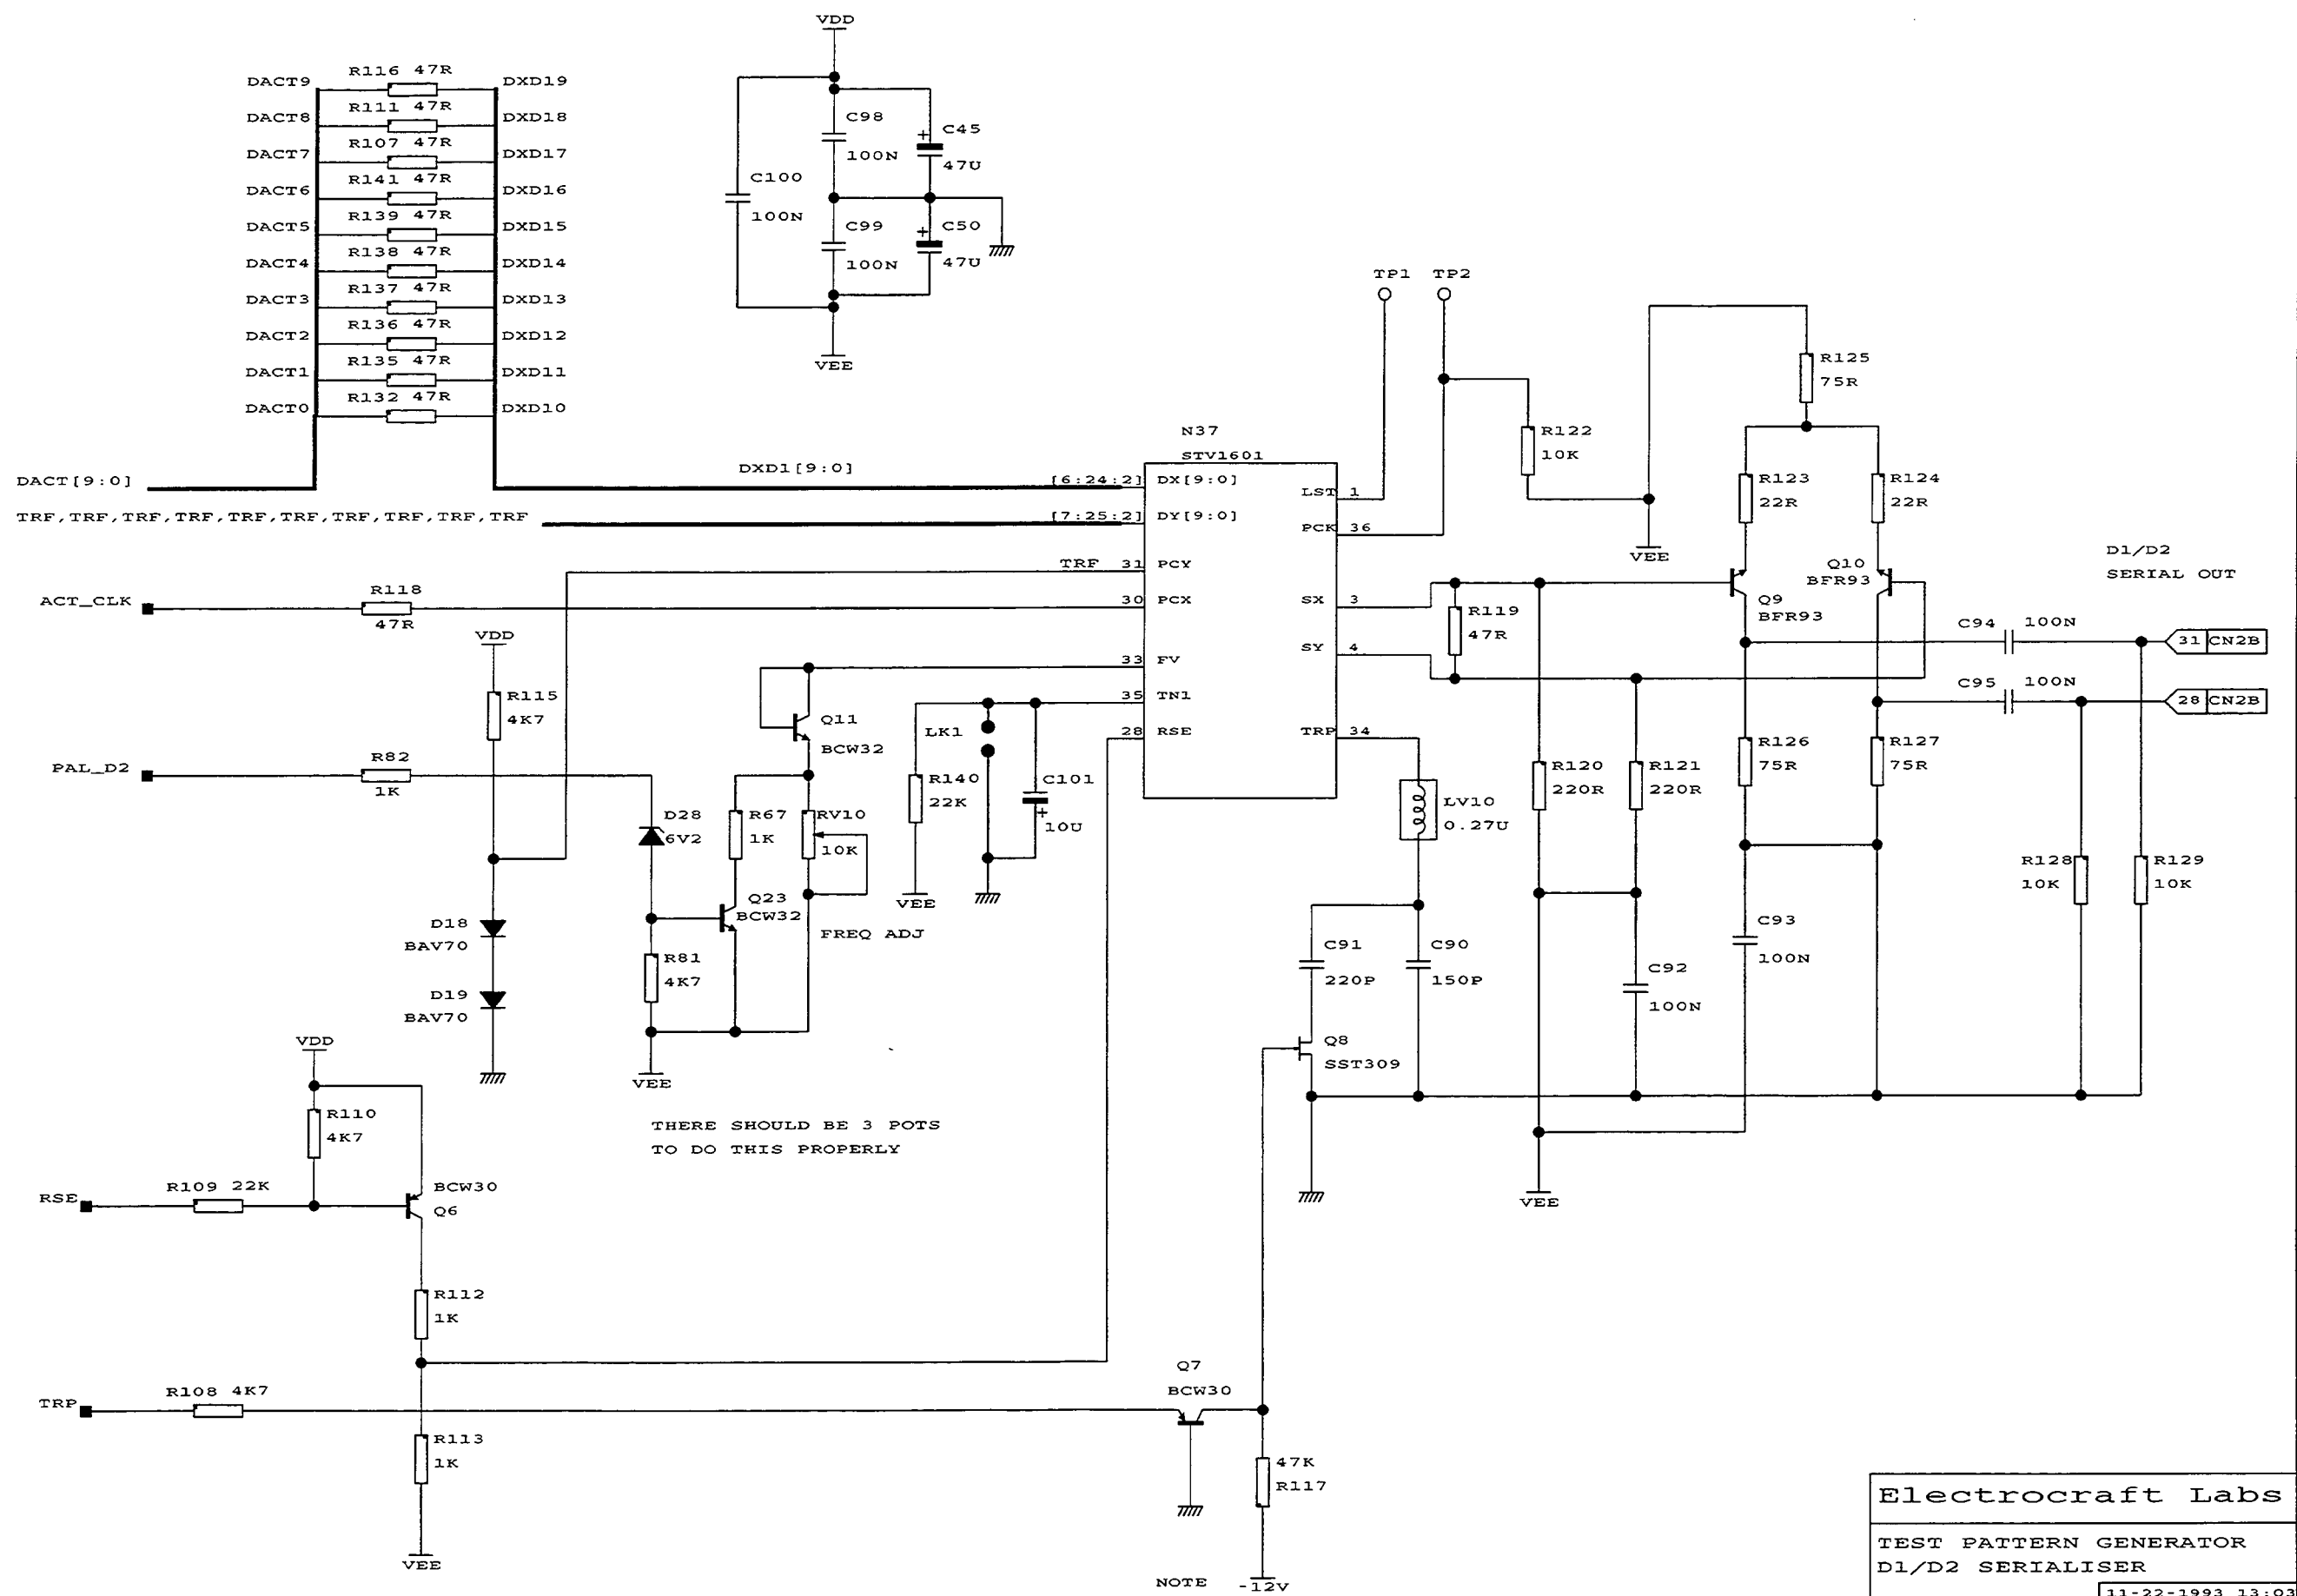 VDD
DACT9 R116 47R DXD19
DACT8 R111 47R DXD18
DACT7 R107 47R DXD17
DACT6 R141 47R DXD16
DACT5 R139 47R DXD15
DACT4 R138 47R DXD14
DACT3 R137 47R DXD13
DACT2 R136 47R DXD12
DACT1 R135 47R DXD11
DACT0 R132 47R DXD10
C98
100N
+ C45
47U
C100
100N
C99
100N
+ C50
47U
VEE
TP1 TP2
R125
75R
R122
10K
R123
22R
R124
22R
VEE
DACT[9:0]
DXD1[9:0]
TRF,TRF,TRF,TRF,TRF,TRF,TRF,TRF,TRF,TRF
N37
STV1601
[6:24:2] DX[9:0]
[7:25:2] DY[9:0]
TRF 31 PCY
30 PCX
33 FV
35 TN1
28 RSE
LST 1
PCK 36
SX 3
SY 4
TRP 34
ACT_CLK
R118
47R
VDD
R115
4K7
PAL_D2
R82
1K
Q11
BCW32
D28
6V2
R67
1K
RV10
10K
Q23
BCW32
FREQ ADJ
R81
4K7
VEE
LK1
R140
22K
C101
+
10U
VEE
D18
BAV70
D19
BAV70
R119
47R
Q9
BFR93
Q10
BFR93
D1/D2
SERIAL OUT
C94 100N
31 CN2B
C95 100N
28 CN2B
R120
220R
R121
220R
R126
75R
R127
75R
LV10
0.27U
R128
10K
R129
10K
C91
220P
C90
150P
C92
100N
C93
100N
Q8
SST309
VEE
THERE SHOULD BE 3 POTS
TO DO THIS PROPERLY
VDD
R110
4K7
RSE
R109 22K
BCW30
Q6
R112
1K
TRP
R108 4K7
R113
1K
VEE
Q7
BCW30
47K
R117
NOTE -12V
Electrocraft Labs
TEST PATTERN GENERATOR
D1/D2 SERIALISER
11-22-1993 13:03